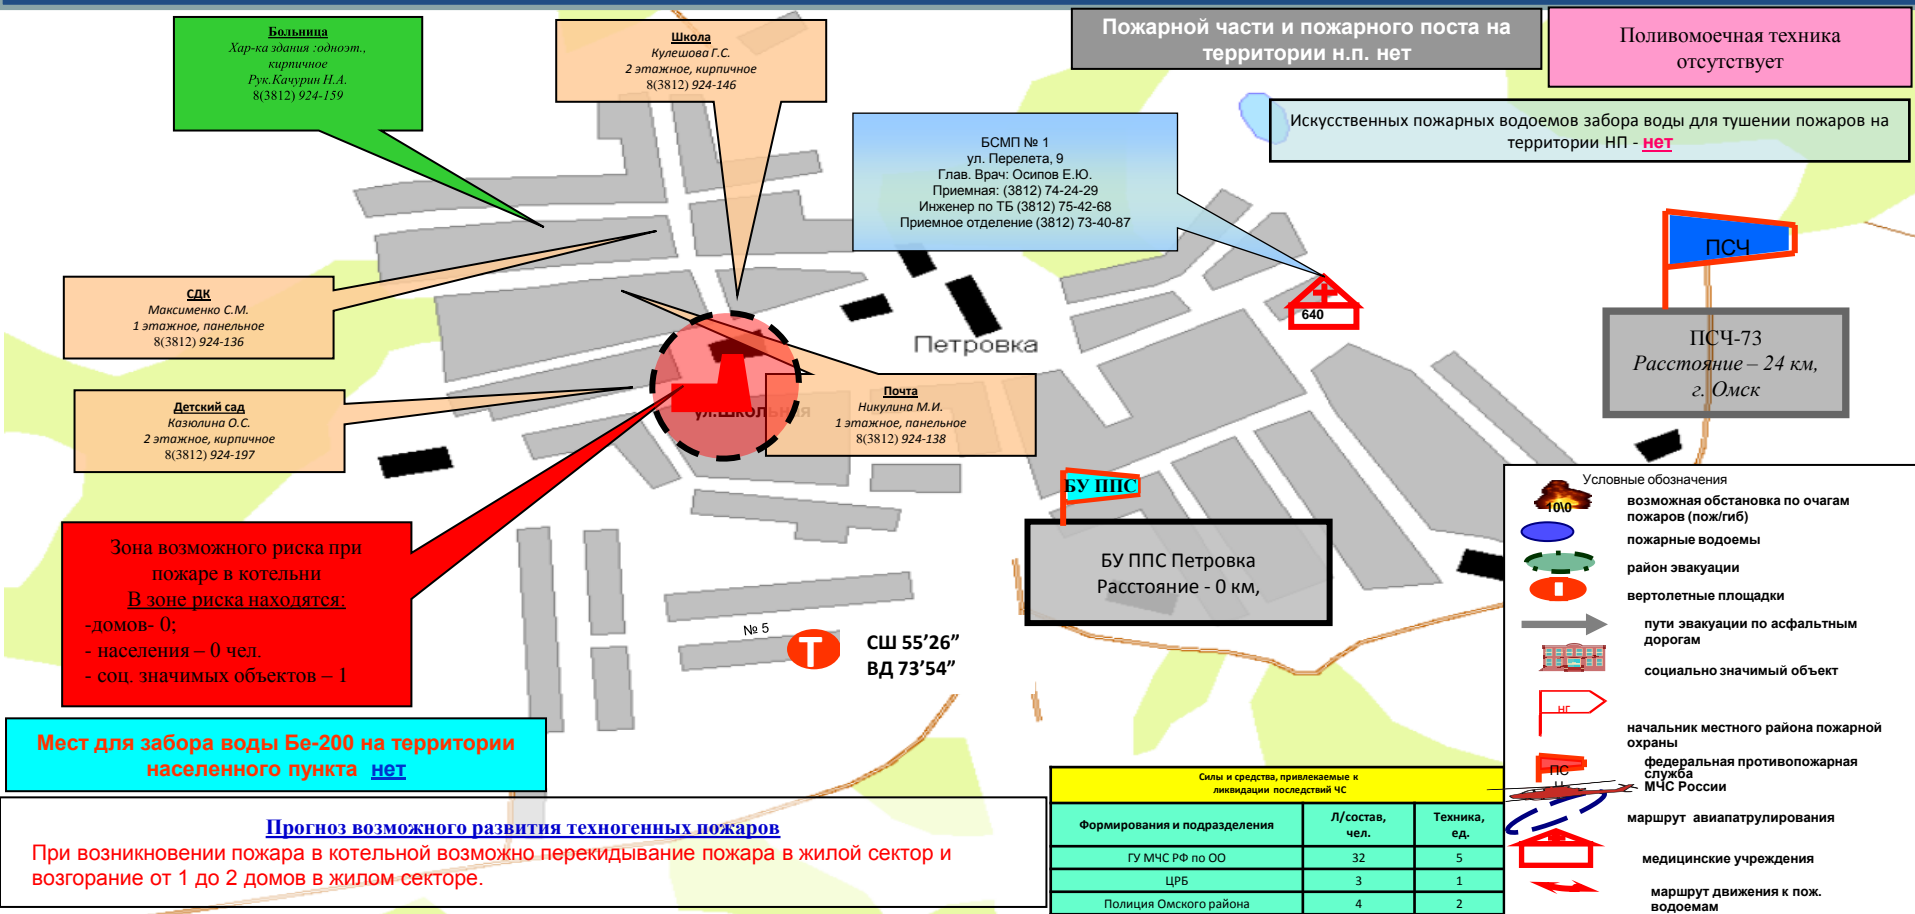 Больница
Хар-ка здания :одноэт.,
кирпичное
Рук.Качурин Н.А.
8(3812) 924-159
Школа
Кулешова Г.С.
2 этажное, кирпичное
8(3812) 924-146
Пожарной части и пожарного поста на
территории н.п. нет
Поливомоечная техника
отсутствует
Искусственных пожарных водоемов забора воды для тушении пожаров на
территории НП - нет
БСМП № 1
ул. Перелета, 9
Глав. Врач: Осипов Е.Ю.
Приемная: (3812) 74-24-29
Инженер по ТБ (3812) 75-42-68
Приемное отделение (3812) 73-40-87
ПСЧ
ПСЧ-73
Расстояние – 24 км,
г. Омск
640
СДК
Максименко С.М.
1 этажное, панельное
8(3812) 924-136
Петровка
Детский сад
Казюлина О.С.
2 этажное, кирпичное
8(3812) 924-197
ул.Школьная
Почта
Никулина М.И.
1 этажное, панельное
8(3812) 924-138
БУ ППС
БУ ППС Петровка
Расстояние - 0 км,
Зона возможного риска при
пожаре в котельни
В зоне риска находятся:
-домов- 0;
- населения – 0 чел.
- соц. значимых объектов – 1
№ 5
Т
СШ 55’26”
ВД 73’54”
Мест для забора воды Бе-200 на территории
населенного пункта нет
Прогноз возможного развития техногенных пожаров
При возникновении пожара в котельной возможно перекидывание пожара в жилой сектор и
возгорание от 1 до 2 домов в жилом секторе.
Силы и средства, привлекаемые к
ликвидации последствий ЧС
Формирования и подразделения Л/состав, чел. Техника, ед.
ГУ МЧС РФ по ОО 32 5
ЦРБ 3 1
Полиция Омского района 4 2
Условные обозначения
10\0
возможная обстановка по очагам
пожаров (пож/гиб)
пожарные водоемы
район эвакуации
вертолетные площадки
пути эвакуации по асфальтным
дорогам
социально значимый объект
НГ
начальник местного района пожарной
охраны
ПС
Ч
федеральная противопожарная
служба
МЧС России
маршрут авиапатрулирования
медицинские учреждения
маршрут движения к пож.
водоемам